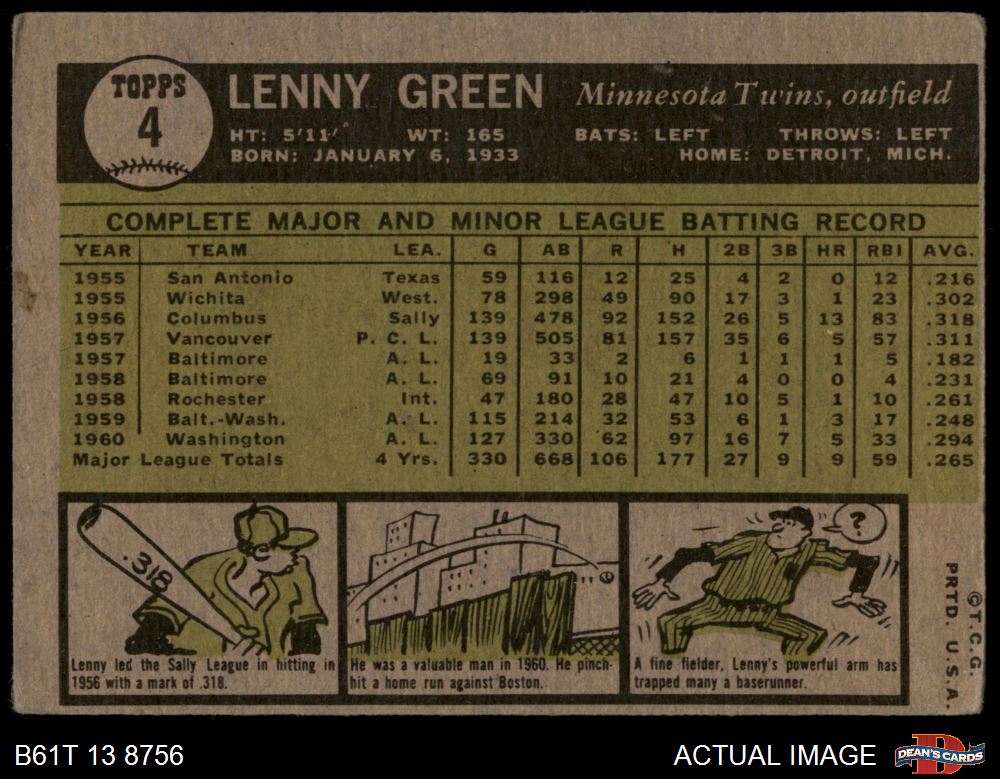 TOPPS
4
LENNY GREEN Minnesota Twins, outfield
HT: 5'11" WT: 165 BATS: LEFT THROWS: LEFT
BORN: JANUARY 6, 1933 HOME: DETROIT, MICH.
COMPLETE MAJOR AND MINOR LEAGUE BATTING RECORD
YEAR TEAM LEA. G AB R H 2B 3B HR RBI AVG.
1955 San Antonio Texas 59 116 12 25 4 2 0 12 .216
1955 Wichita West. 78 298 49 90 17 3 1 23 .302
1956 Columbus Sally 139 478 92 152 26 5 13 83 .318
1957 Vancouver P. C. L. 139 505 81 157 35 6 5 57 .311
1957 Baltimore A. L. 19 33 2 6 1 1 1 5 .182
1958 Baltimore A. L. 69 91 10 21 4 0 0 4 .231
1958 Rochester Int. 47 180 28 47 10 5 1 10 .261
1959 Balt.-Wash. A. L. 115 214 32 53 6 1 3 17 .248
1960 Washington A. L. 127 330 62 97 16 7 5 33 .294
Major League Totals 4 Yrs. 330 668 106 177 27 9 9 59 .265
.318
?
Lenny led the Sally League in hitting in
1956 with a mark of .318.
He was a valuable man in 1960. He pinch-
hit a home run against Boston.
A fine fielder, Lenny's powerful arm has
trapped many a baserunner.
©T.C.G.
PRTD. U.S.A.
B61T 13 8756
ACTUAL IMAGE
D
DEAN'S CARDS